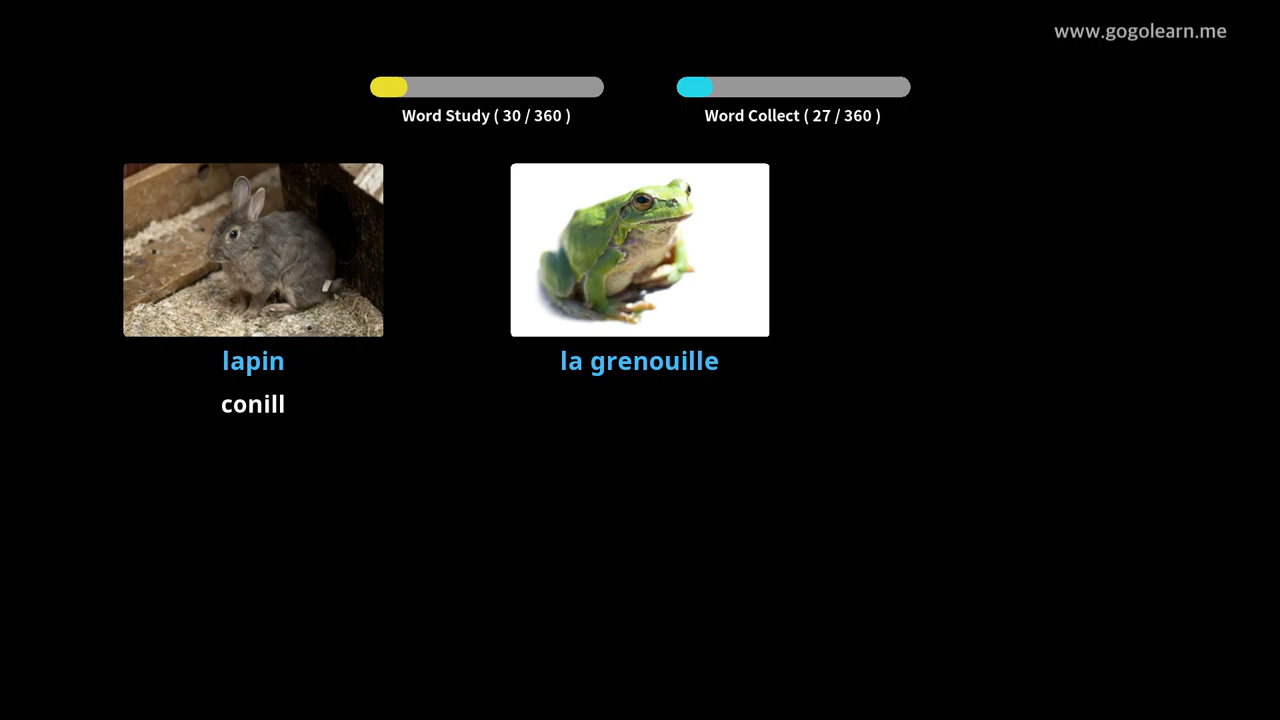 www.gogolearn.me
Word Study ( 30 / 360 )
Word Collect ( 27 / 360 )
lapin
la grenouille
conill